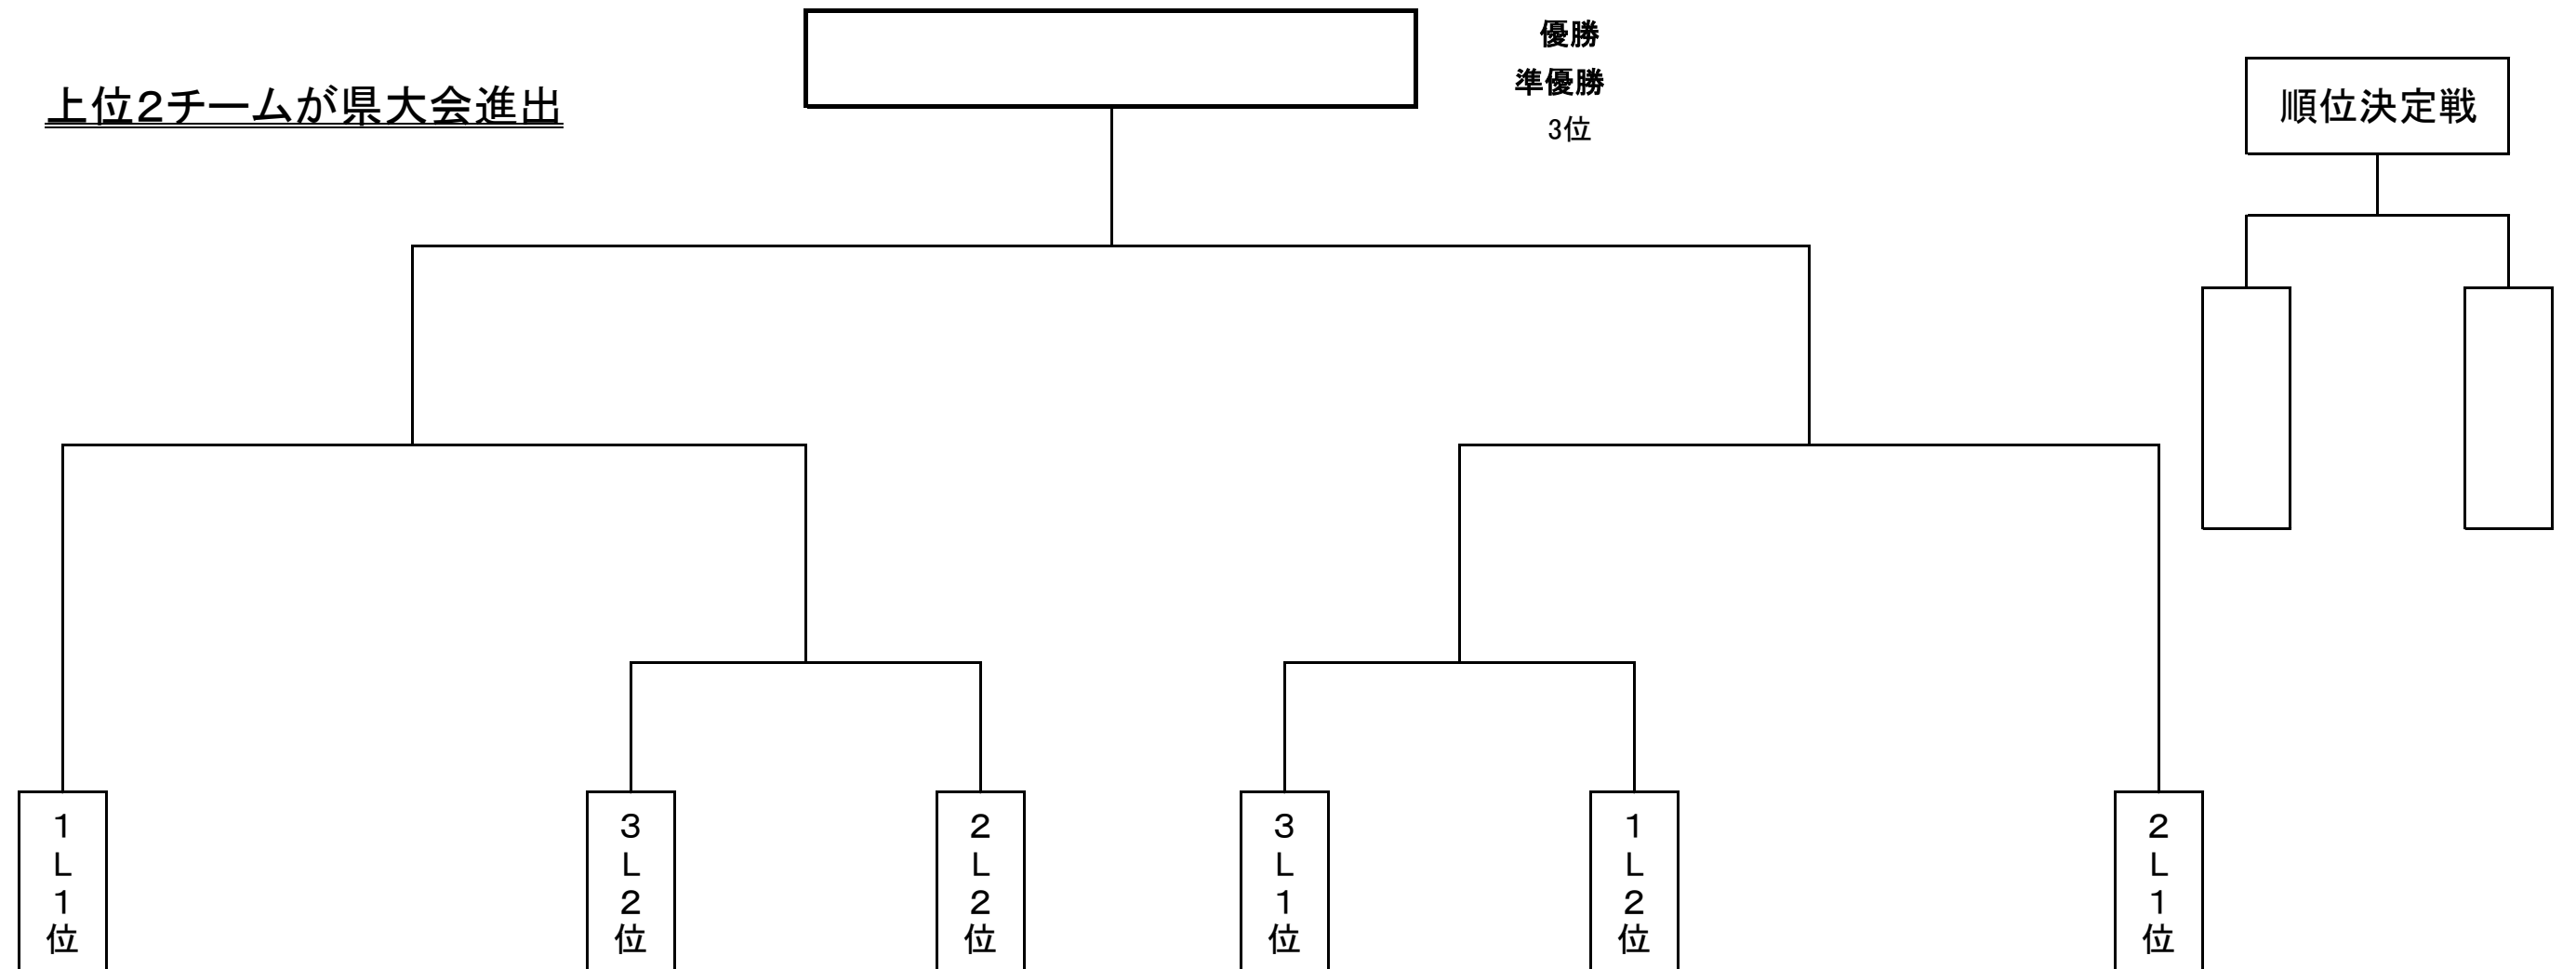 優勝
準優勝
3位
上位2チームが県大会進出
順位決定戦
1L1位
3L2位
2L2位
3L1位
1L2位
2L1位